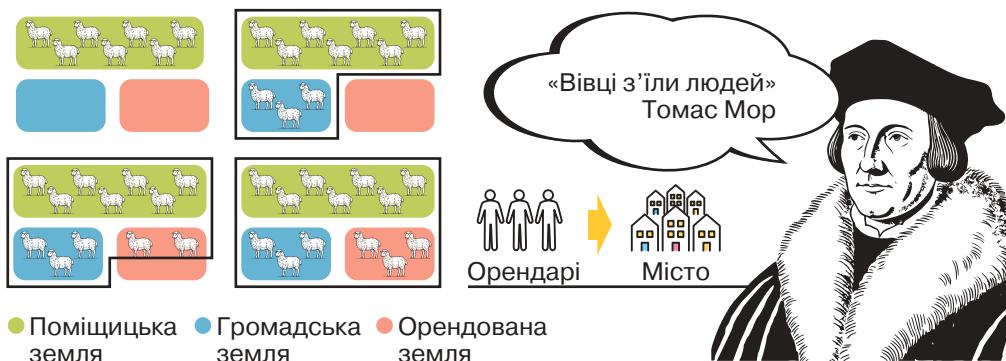 «Вівці з’їли людей»
Томас Мор
Орендарі
Місто
Поміщицька
земля
Громадська
земля
Орендована
земля